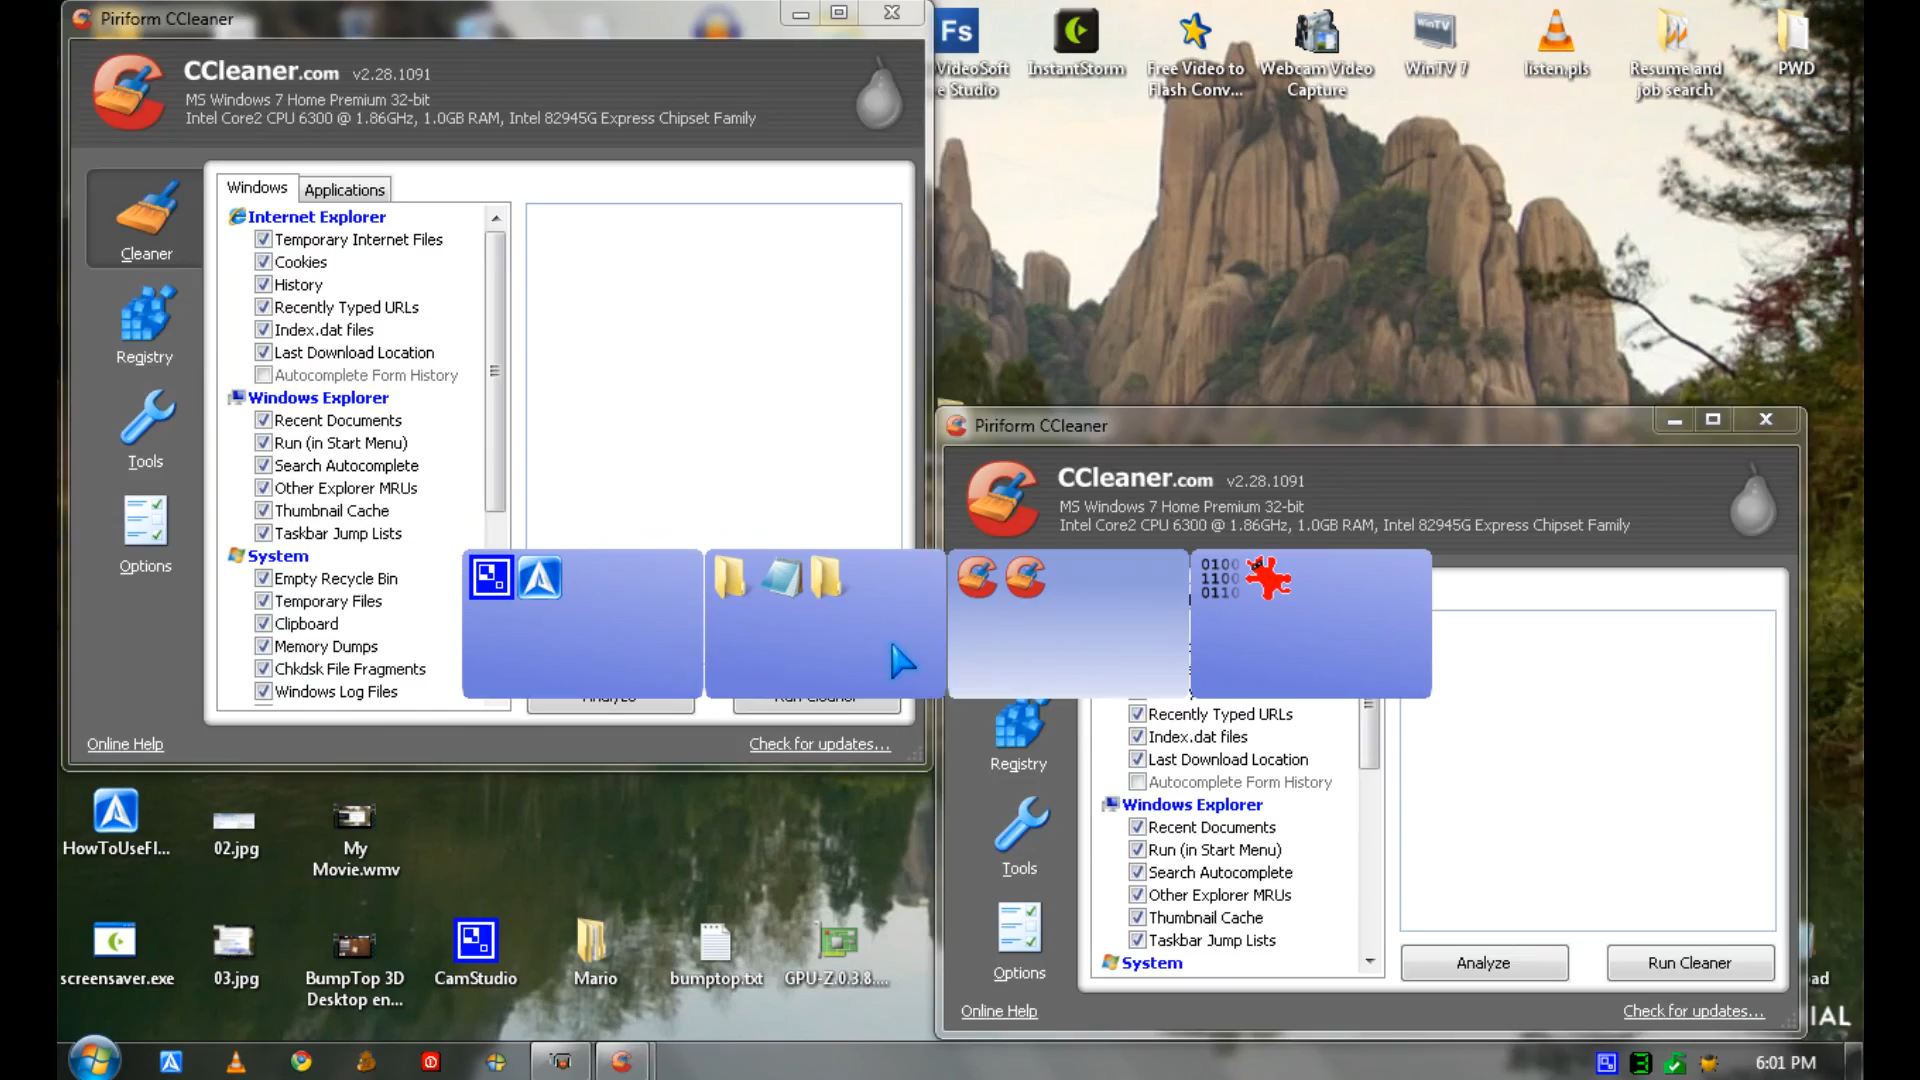 Piriform CCleaner
CCleaner.com v2.28.1091
MS Windows 7 Home Premium 32-bit
Intel Core2 CPU 6300 @ 1.86GHz, 1.0GB RAM, Intel 82945G Express Chipset Family
Cleaner
Registry
Tools
Options
Windows
Applications
Internet Explorer
Temporary Internet Files
Cookies
History
Recently Typed URLs
Index.dat files
Last Download Location
Autocomplete Form History
Windows Explorer
Recent Documents
Run (in Start Menu)
Search Autocomplete
Other Explorer MRUs
Thumbnail Cache
Taskbar Jump Lists
System
Empty Recycle Bin
Temporary Files
Clipboard
Memory Dumps
Chkdsk File Fragments
Windows Log Files
Online Help
Check for updates...
Fs
VideoSoft
e Studio
InstantStorm
Free Video to
Flash Conv...
Webcam Video
Capture
WinTV
WinTV 7
listen.pls
Resume and
job search
PWD
0100
1100
0110
Piriform CCleaner
CCleaner.com v2.28.1091
MS Windows 7 Home Premium 32-bit
Intel Core2 CPU 6300 @ 1.86GHz, 1.0GB RAM, Intel 82945G Express Chipset Family
Registry
Tools
Options
Recently Typed URLs
Index.dat files
Last Download Location
Autocomplete Form History
Windows Explorer
Recent Documents
Run (in Start Menu)
Search Autocomplete
Other Explorer MRUs
Thumbnail Cache
Taskbar Jump Lists
System
Analyze
Run Cleaner
Online Help
Check for updates...
HowToUseFl...
02.jpg
My
Movie.wmv
screensaver.exe
03.jpg
BumpTop 3D
Desktop en...
CamStudio
Mario
bumptop.txt
GPU-Z.0.3.8....
ad
IAL
3
6:01 PM